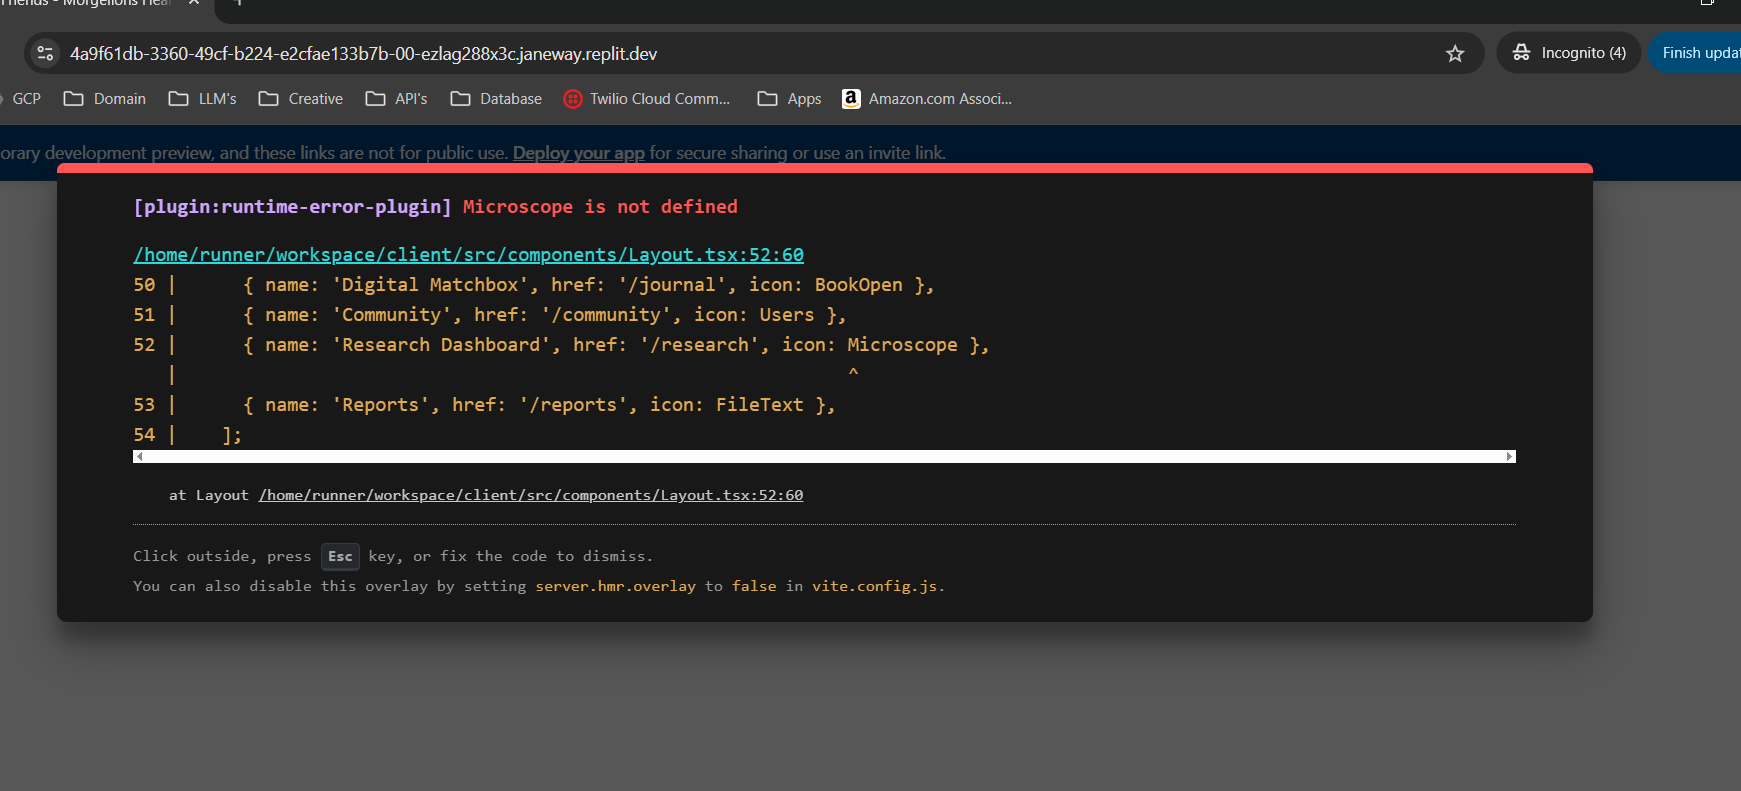 Friends - Morgellons Hea
4a9f61db-3360-49cf-b224-e2cfae133b7b-00-ezlag288x3c.janeway.replit.dev
Incognito (4)
Finish updat
GCP Domain LLM's Creative API's Database Twilio Cloud Comm... Apps Amazon.com Associ...
orary development preview, and these links are not for public use. Deploy your app for secure sharing or use an invite link.
[plugin:runtime-error-plugin] Microscope is not defined
/home/runner/workspace/client/src/components/Layout.tsx:52:60
50 |      { name: 'Digital Matchbox', href: '/journal', icon: BookOpen },
51 |      { name: 'Community', href: '/community', icon: Users },
52 |      { name: 'Research Dashboard', href: '/research', icon: Microscope },
   |                                                             ^
53 |      { name: 'Reports', href: '/reports', icon: FileText },
54 |    ];
at Layout /home/runner/workspace/client/src/components/Layout.tsx:52:60
Click outside, press Esc key, or fix the code to dismiss.
You can also disable this overlay by setting server.hmr.overlay to false in vite.config.js.